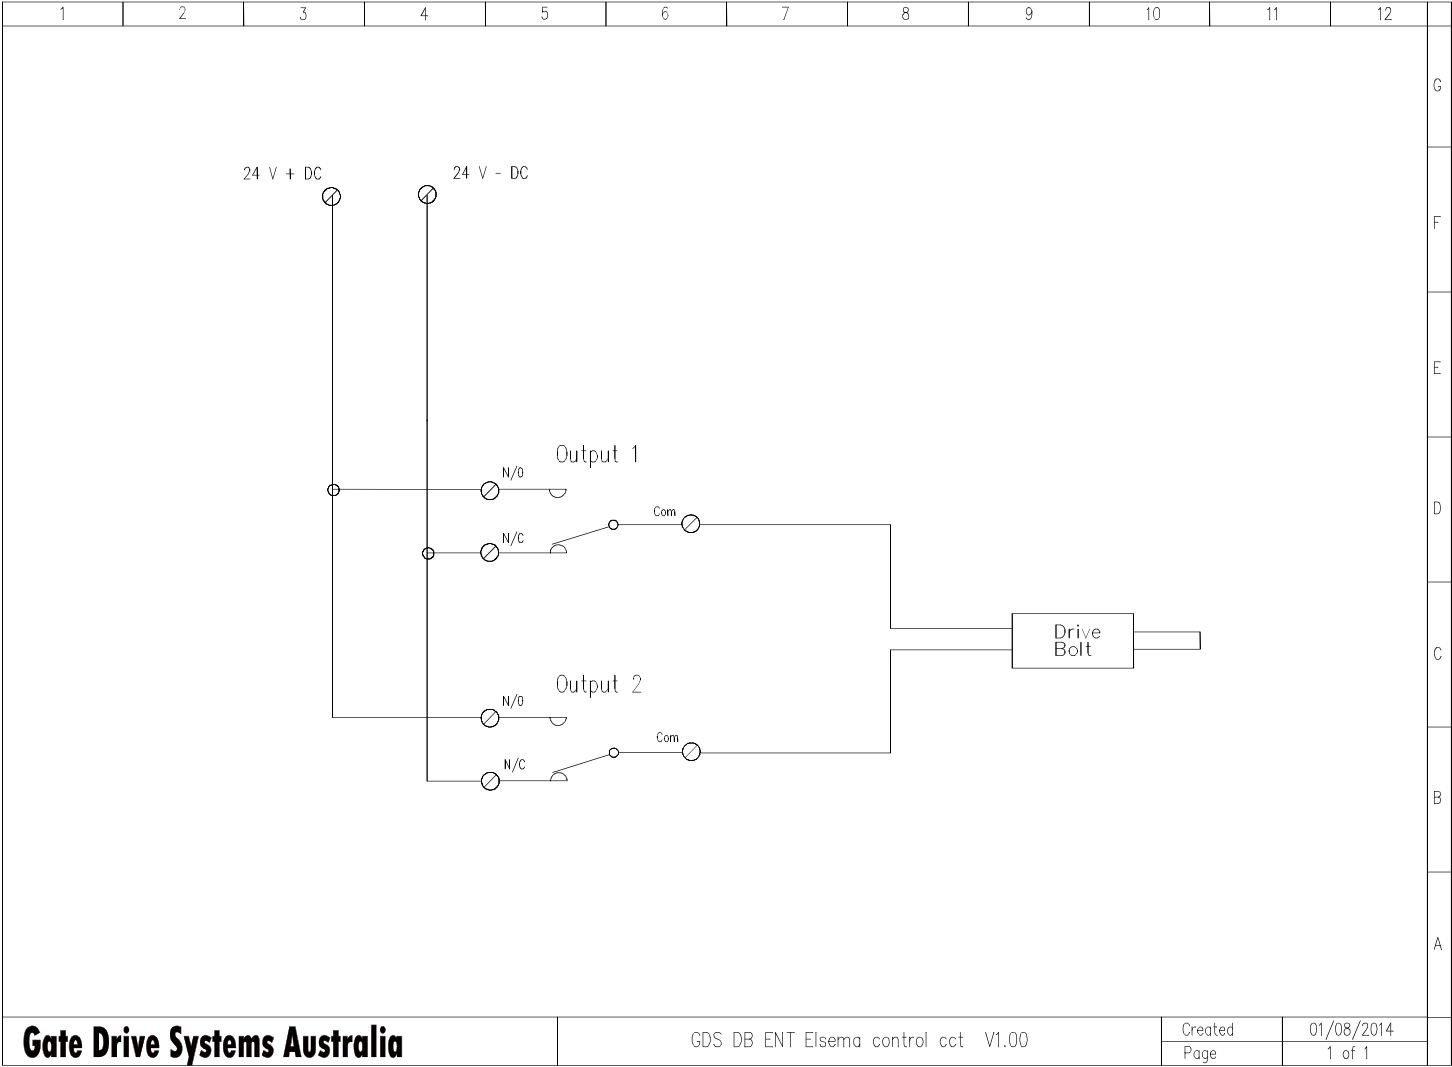 1 2 3 4 5 6 7 8 9 10 11 12
G
24 V + DC
24 V - DC
F
E
Output 1
N/O
Com
D
N/C
Drive
Bolt
C
Output 2
N/O
Com
N/C
B
A
Gate Drive Systems Australia
GDS DB ENT Elsema control cct V1.00
Created 01/08/2014
Page 1 of 1